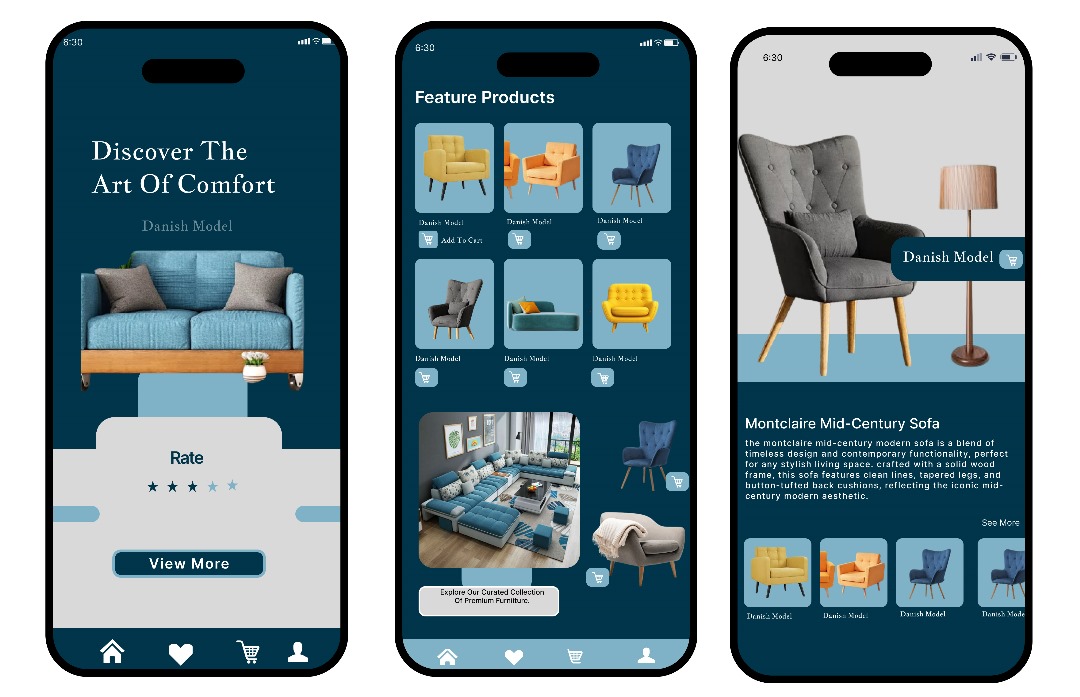 6:30
Discover The
Art Of Comfort
Danish Model
Rate
View More
6:30
Feature Products
Danish Model
Danish Model
Danish Model
Add To Cart
Danish Model
Danish Model
Danish Model
Explore Our Curated Collection
Of Premium Furniiture.
6:30
Danish Model
Montclaire Mid-Century Sofa
the montclaire mid-century modern sofa is a blend of
timeless design and contemporary functionality, perfect
for any stylish living space. crafted with a solid wood
frame, this sofa features clean lines, tapered legs, and
button-tufted back cushions, reflecting the iconic mid-
century modern aesthetic.
See More
Danish Model
Danish Model
Danish Model
Danish Mode